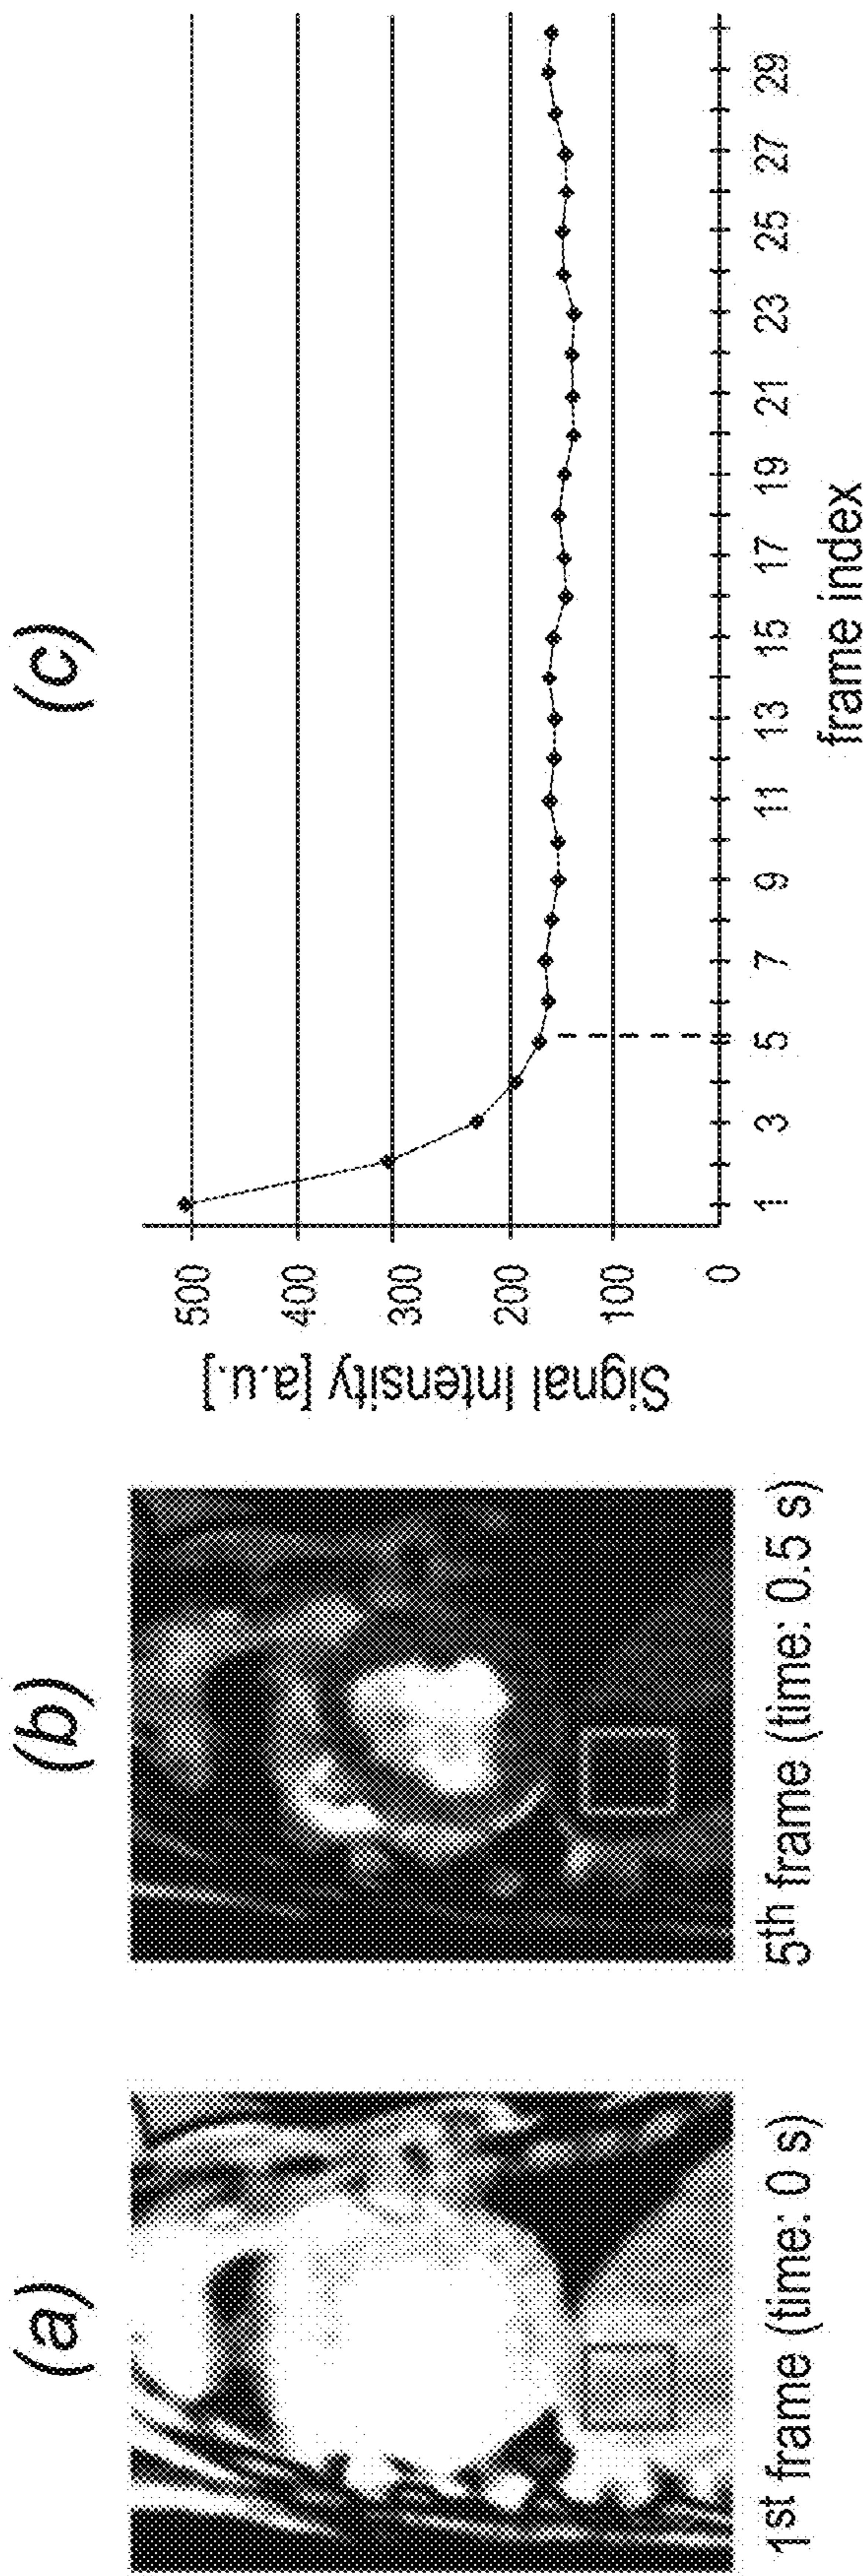 (a)
1st frame (time: 0 s)
(b)
5th frame (time: 0.5 s)
(c)
Signal Intensity [a.u.]
500
400
300
200
100
0
1 3 5 7 9 11 13 15 17 19 21 23 25 27 29
frame index